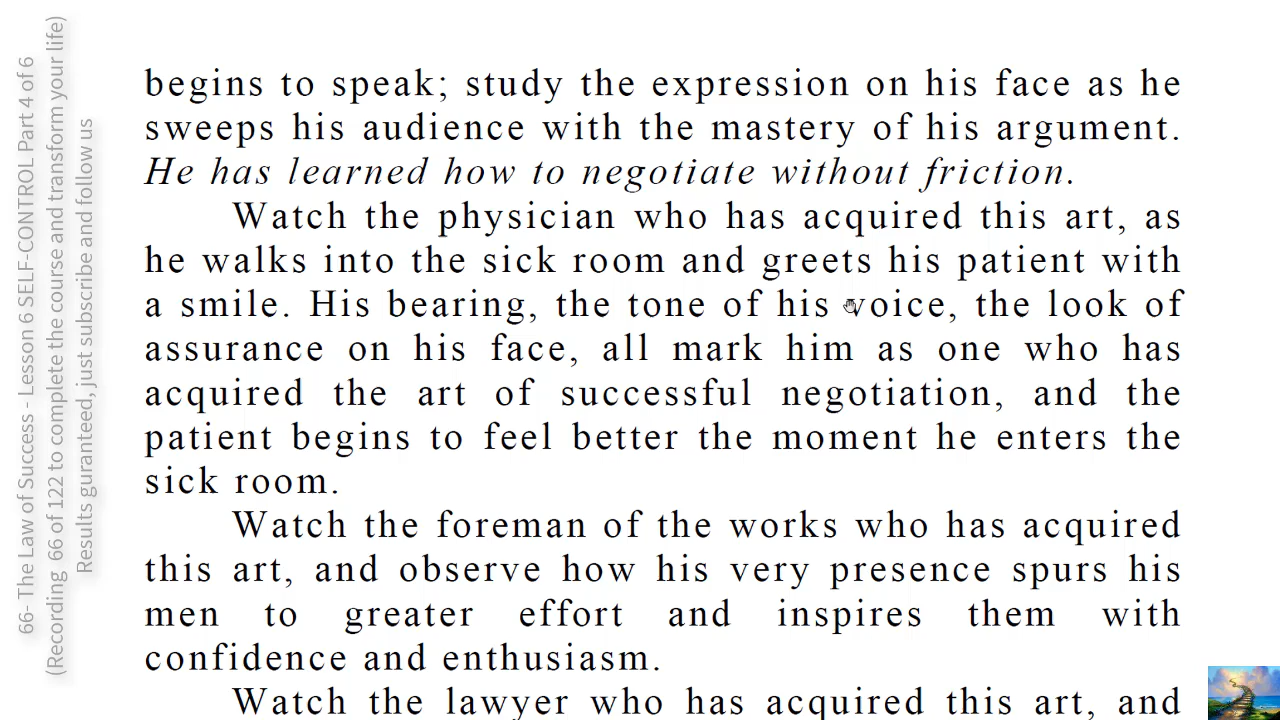 66- The Law of Success - Lesson 6 SELF-CONTROL Part 4 of 6
(Recording 66 of 122 to complete the course and transform your life)
Results guranteed, just subscribe and follow us
begins to speak; study the expression on his face as he
sweeps his audience with the mastery of his argument.
He has learned how to negotiate without friction.
Watch the physician who has acquired this art, as
he walks into the sick room and greets his patient with
a smile. His bearing, the tone of his voice, the look of
assurance on his face, all mark him as one who has
acquired the art of successful negotiation, and the
patient begins to feel better the moment he enters the
sick room.
Watch the foreman of the works who has acquired
this art, and observe how his very presence spurs his
men to greater effort and inspires them with
confidence and enthusiasm.
Watch the lawyer who has acquired this art, and